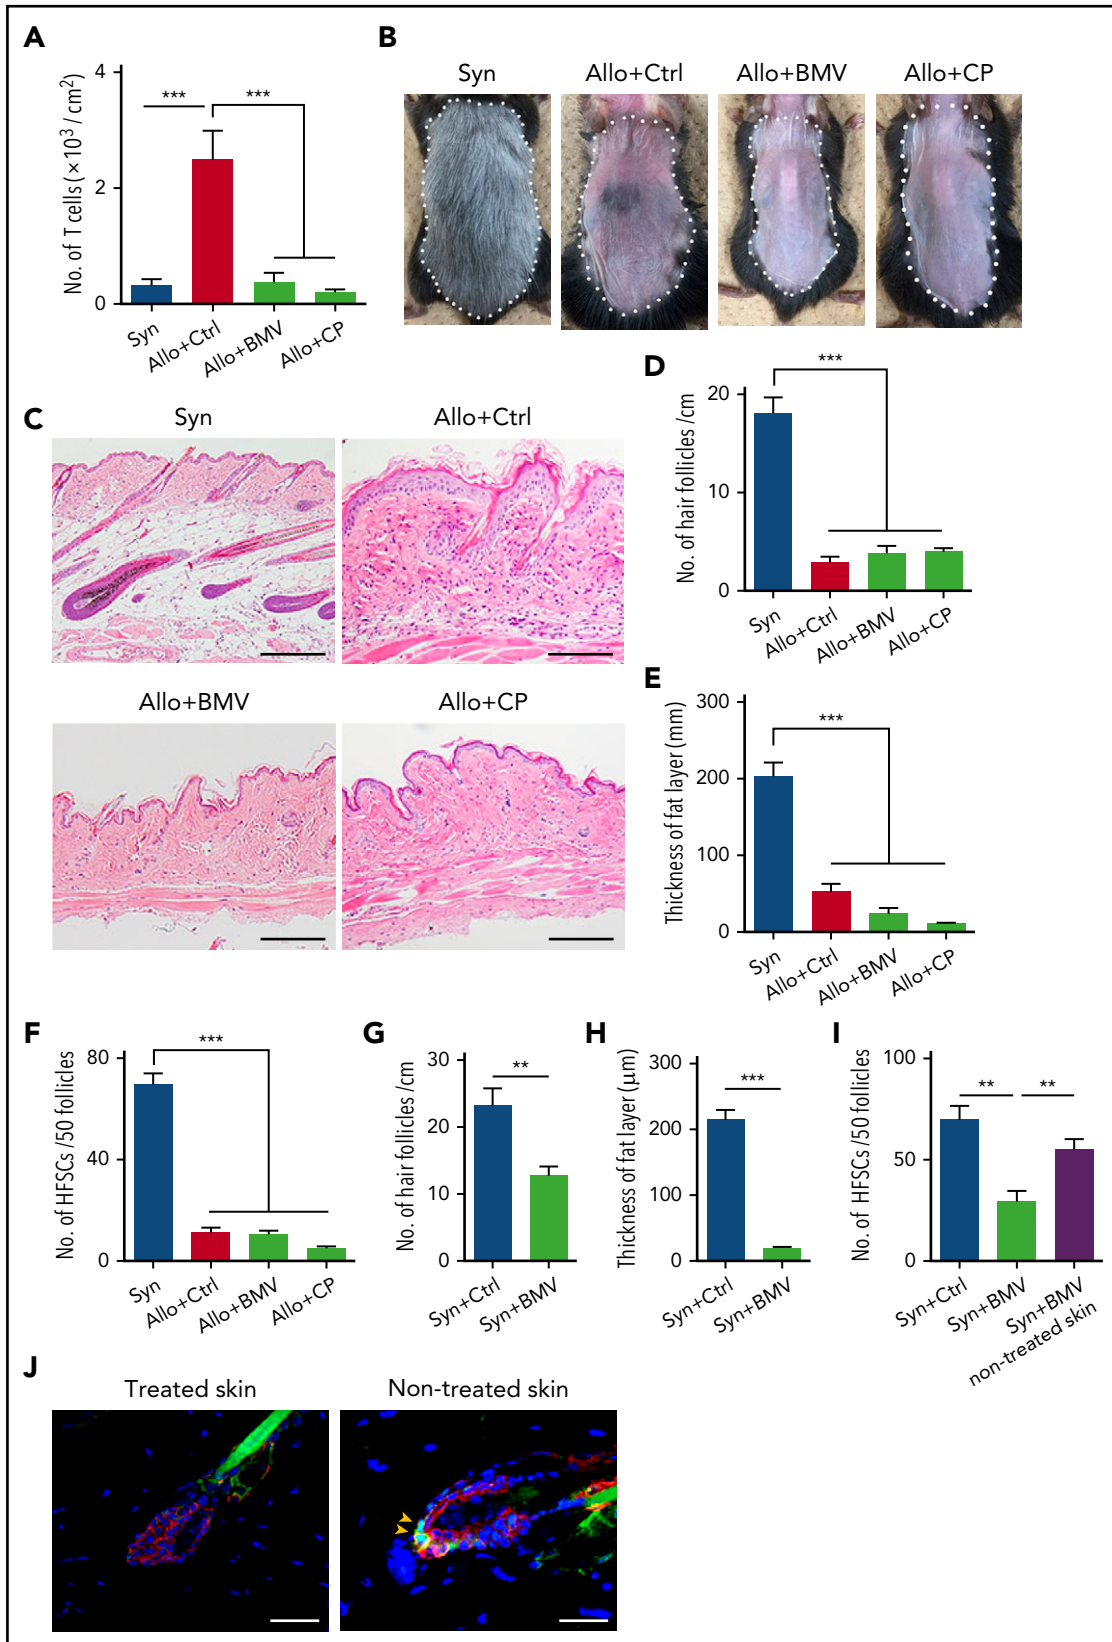 A
No. of T cells (×10³ / cm²)
4
2
0
***
***
Syn
Allo+Ctrl
Allo+BMV
Allo+CP
B
Syn
Allo+Ctrl
Allo+BMV
Allo+CP
C
Syn
Allo+Ctrl
Allo+BMV
Allo+CP
D
No. of hair follicles /cm
20
10
0
***
Syn
Allo+Ctrl
Allo+BMV
Allo+CP
E
Thickness of fat layer (mm)
300
200
100
0
***
Syn
Allo+Ctrl
Allo+BMV
Allo+CP
F
No. of HFSCs /50 follicles
80
40
0
***
Syn
Allo+Ctrl
Allo+BMV
Allo+CP
G
No. of hair follicles /cm
30
20
10
0
**
Syn+Ctrl
Syn+BMV
H
Thickness of fat layer (µm)
300
200
100
0
***
Syn+Ctrl
Syn+BMV
I
No. of HFSCs /50 follicles
100
50
0
**
**
Syn+Ctrl
Syn+BMV
Syn+BMV
non-treated skin
J
Treated skin
Non-treated skin